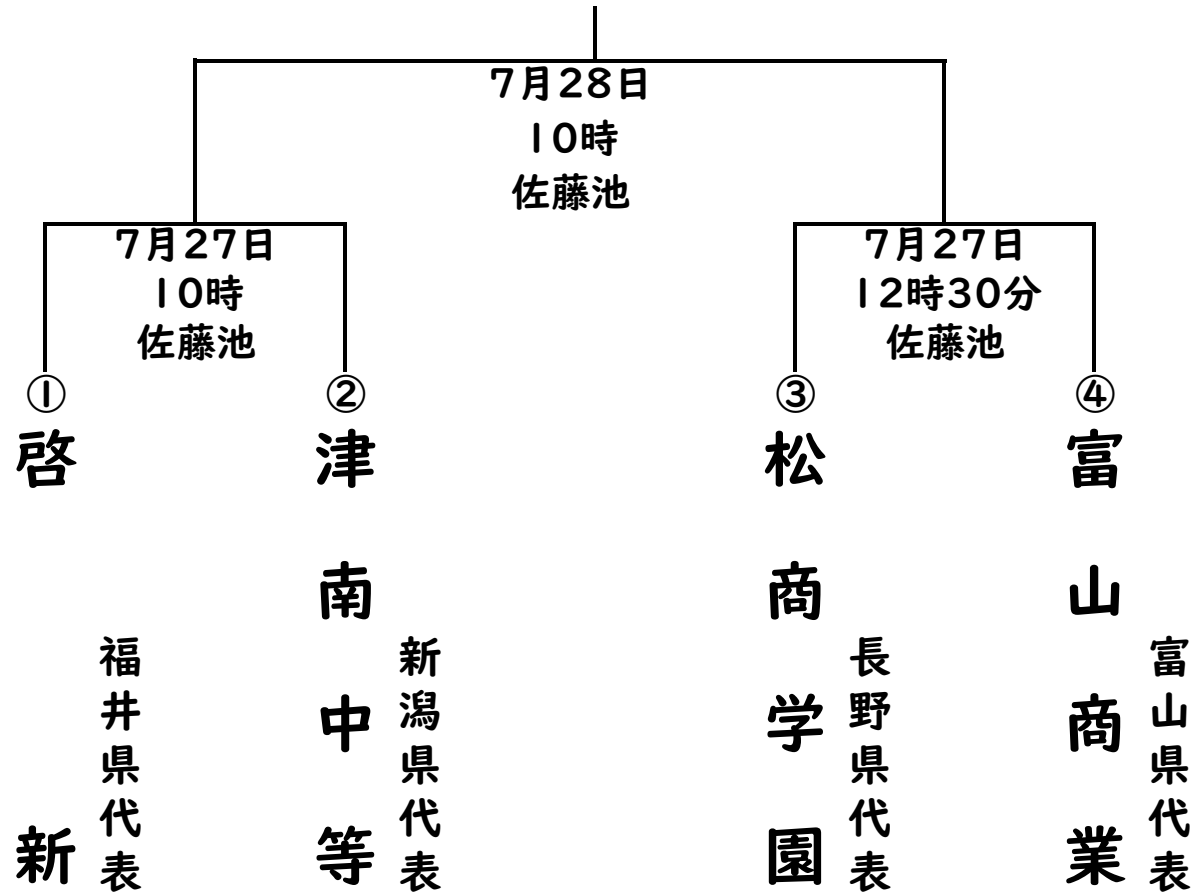 7月28日
10時
佐藤池
7月27日
10時
佐藤池
7月27日
12時30分
佐藤池
①
啓新
福井県代表
②
津南中等
新潟県代表
③
松商学園
長野県代表
④
富山商業
富山県代表